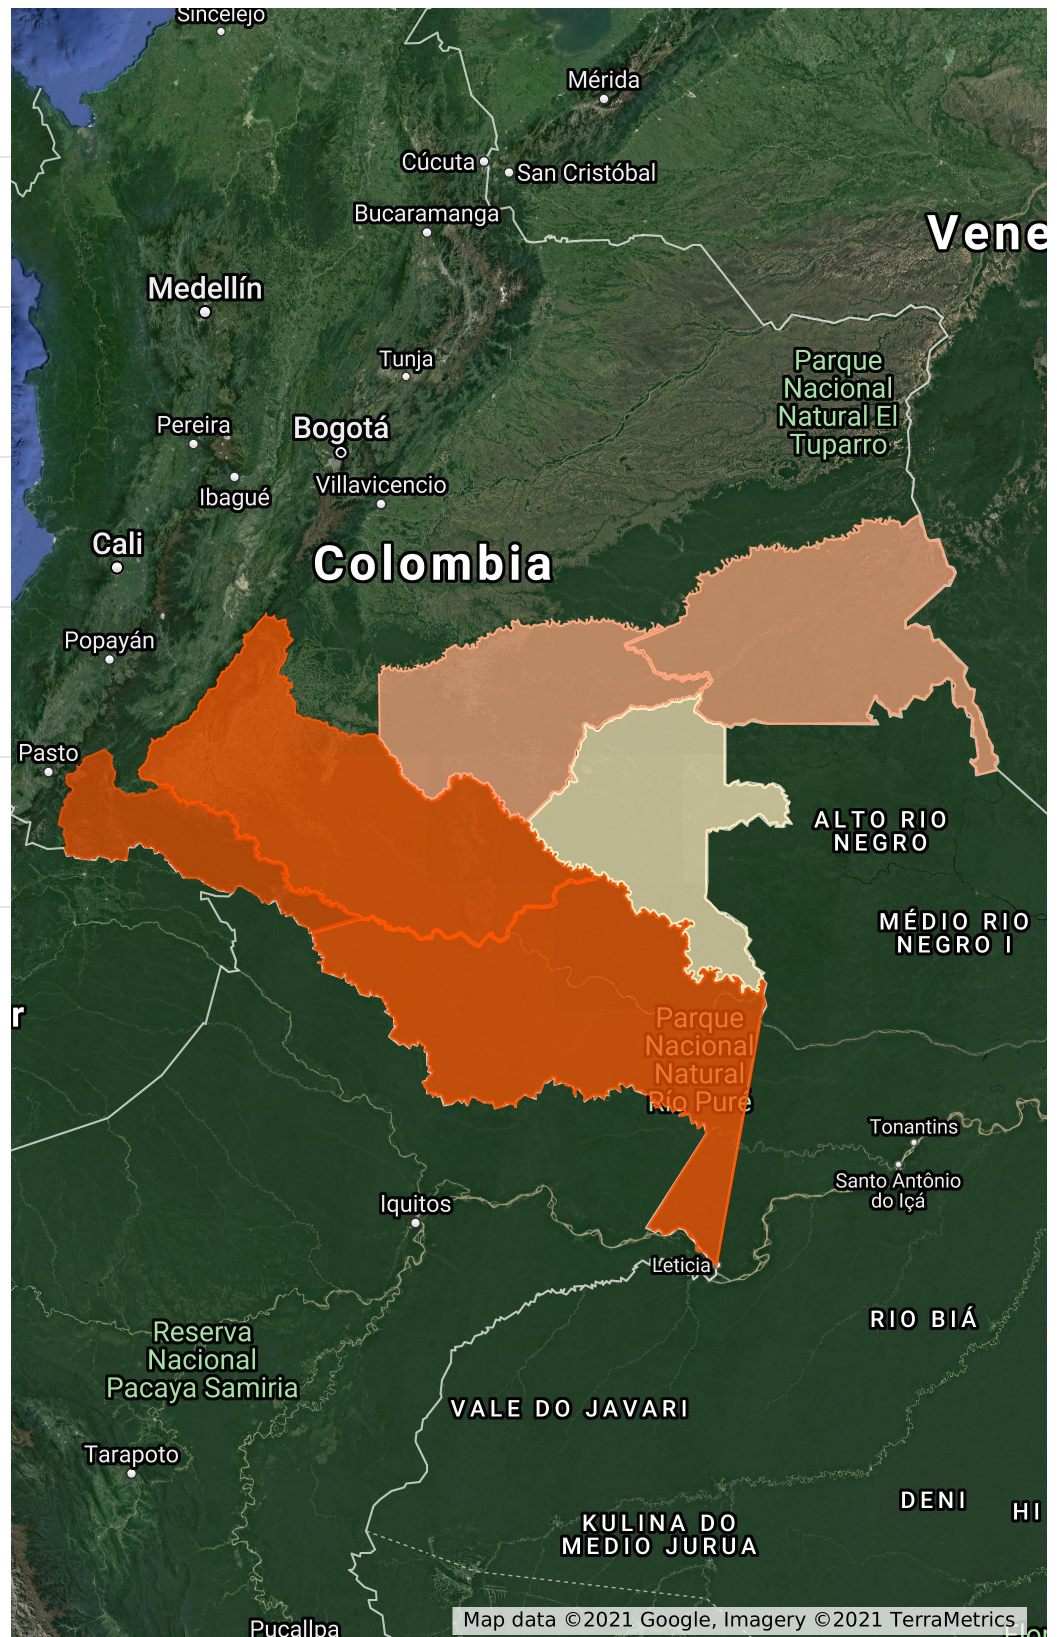 Sincelejo
Mérida
Cúcuta
San Cristóbal
Bucaramanga
Vene
Medellín
Tunja
Parque
Nacional
Natural El
Tuparro
Pereira
Bogotá
Ibagué
Villavicencio
Cali
Colombia
Popayán
Pasto
ALTO RIO
NEGRO
MÉDIO RIO
NEGRO I
r
Parque
Nacional
Natural
Río Puré
Tonantins
Santo Antônio
do Içá
Iquitos
Leticia
RIO BIÁ
Reserva
Nacional
Pacaya Samiria
VALE DO JAVARI
Tarapoto
DENI
HI
KULINA DO
MEDIO JURUA
Pucallpa
Map data ©2021 Google, Imagery ©2021 TerraMetrics